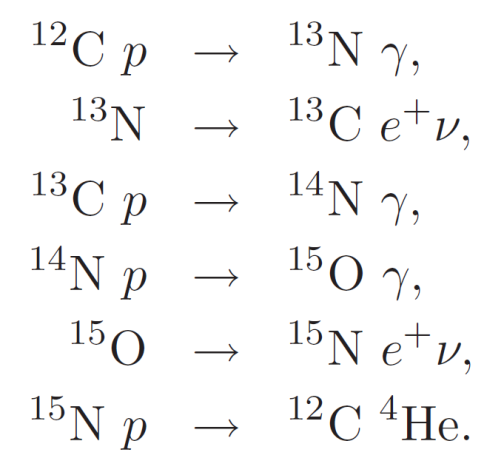 ¹²C p → ¹³N γ,
¹³N → ¹³C e⁺ν,
¹³C p → ¹⁴N γ,
¹⁴N p → ¹⁵O γ,
¹⁵O → ¹⁵N e⁺ν,
¹⁵N p → ¹²C ⁴He.